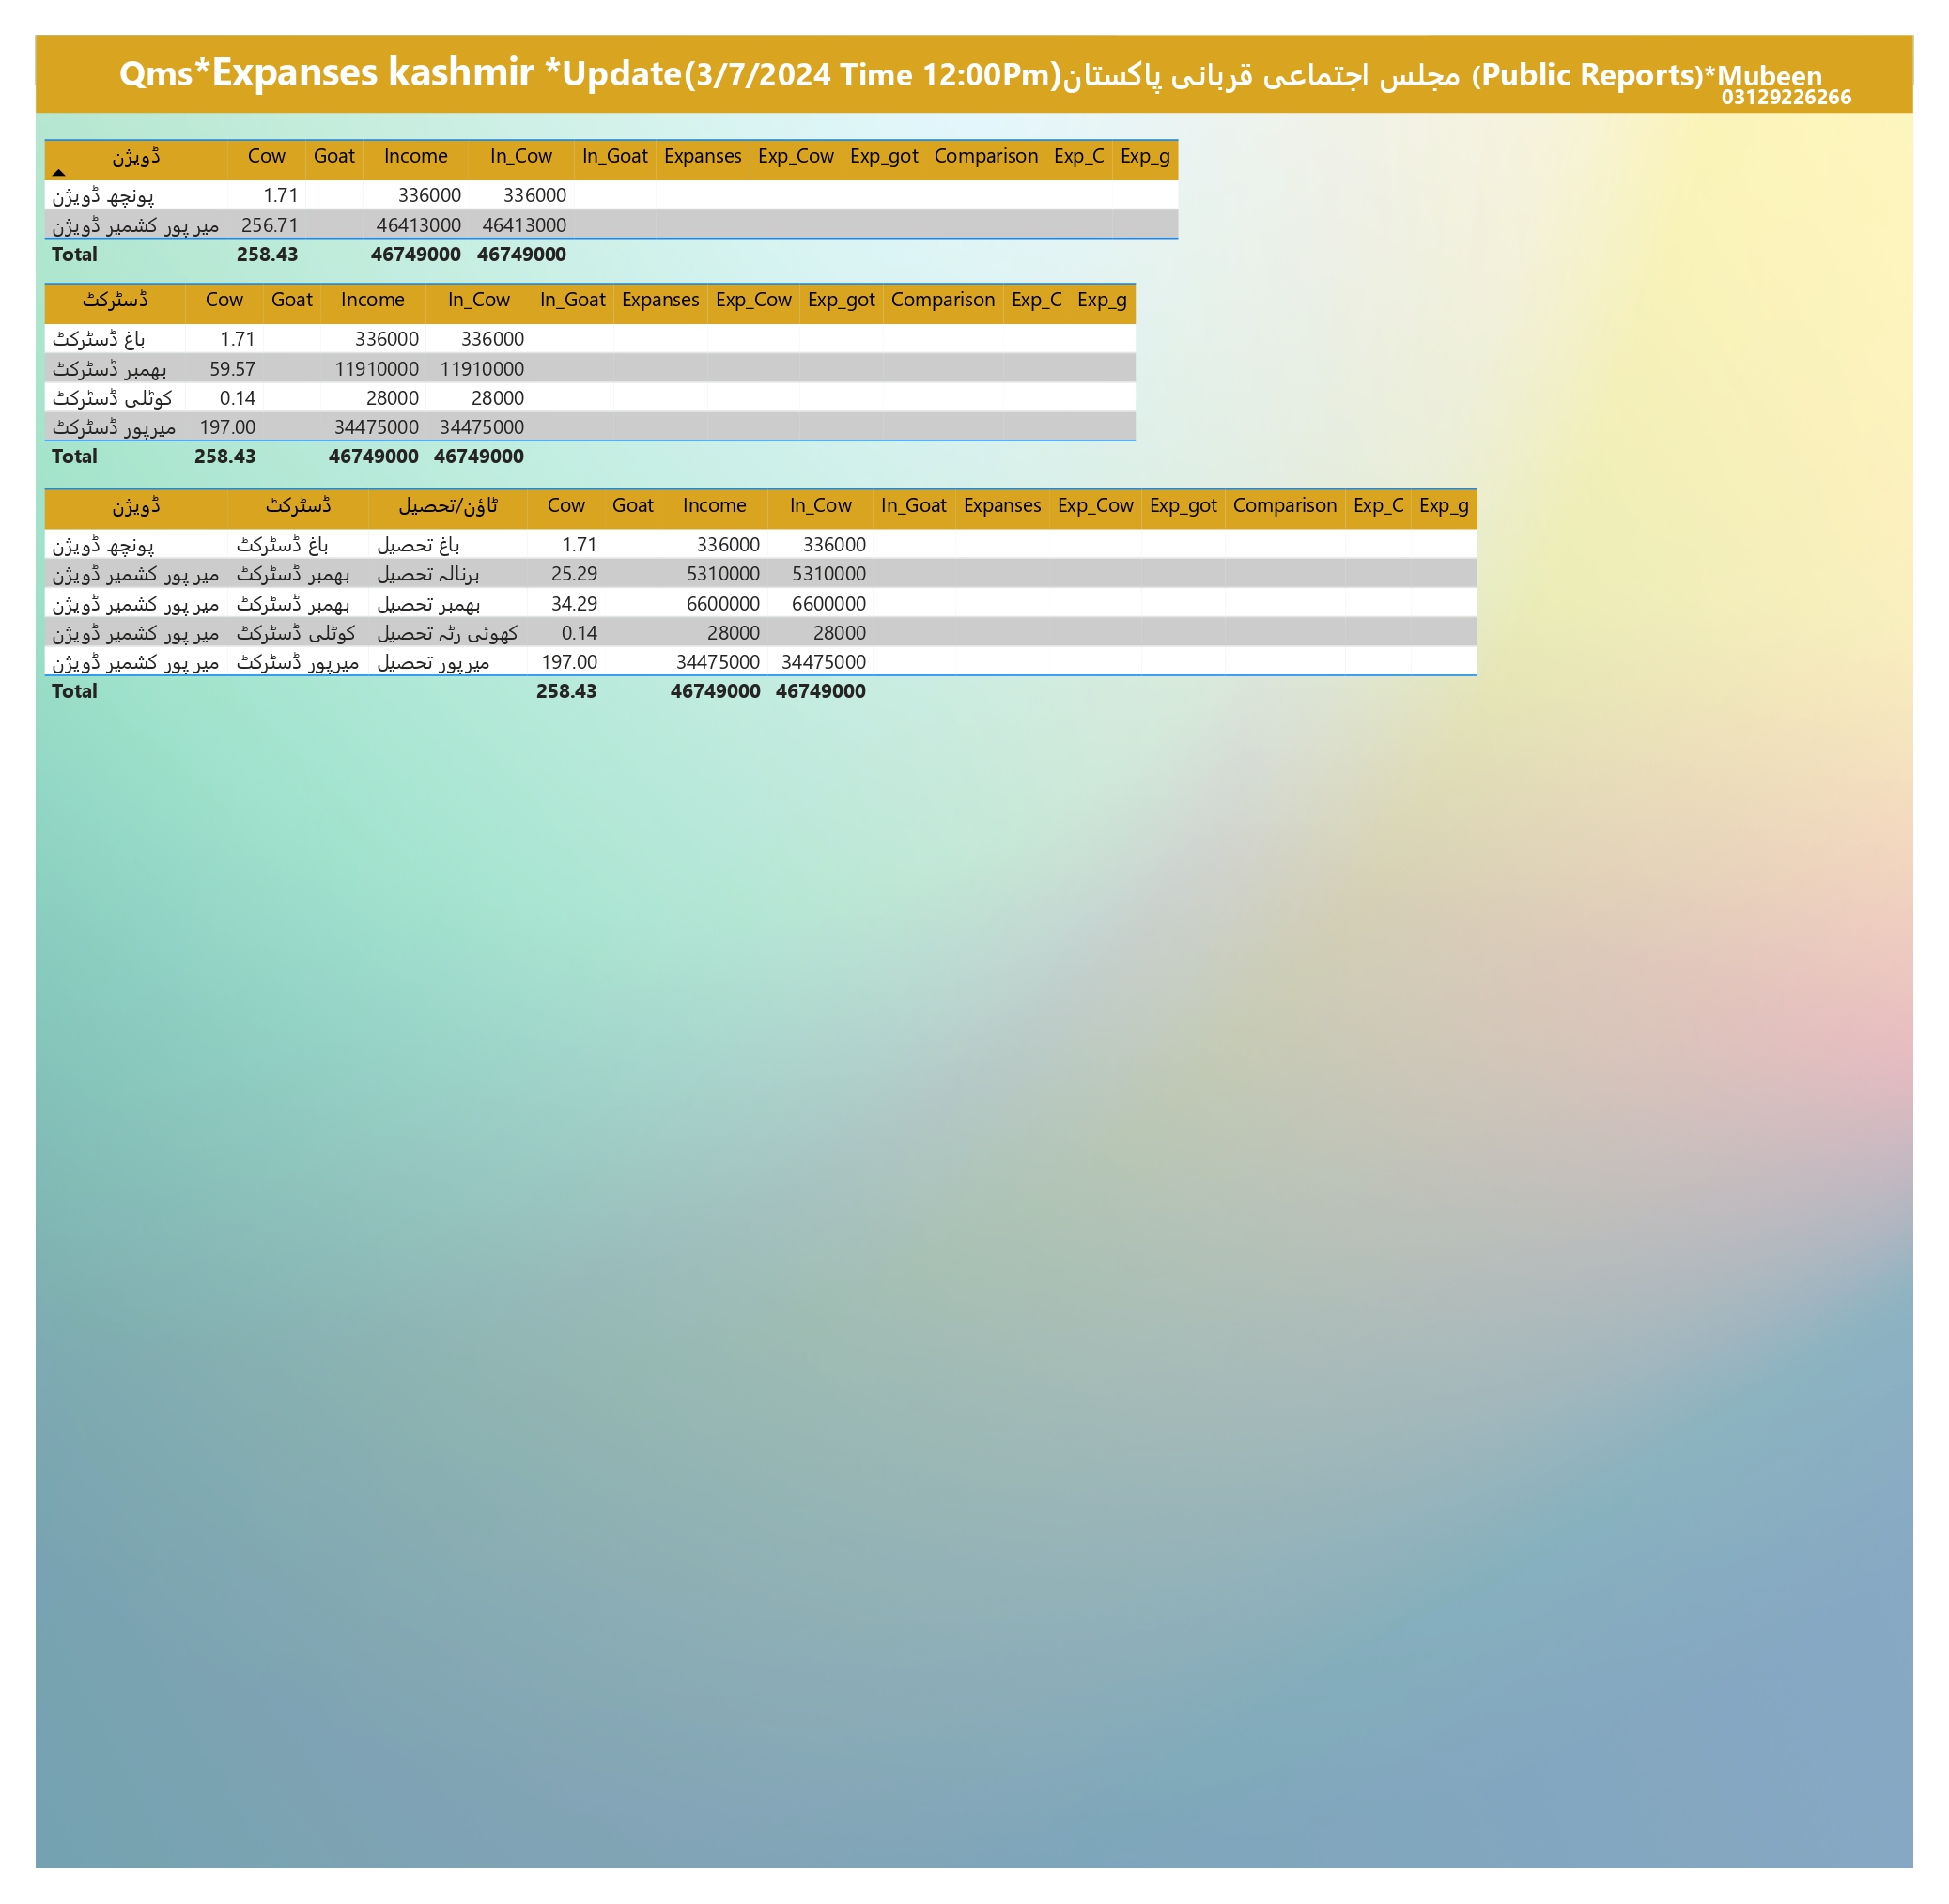 Qms*Expanses kashmir *Update(3/7/2024 Time 12:00Pm)مجلس اجتماعی قربانی پاکستان (Public Reports)*Mubeen
03129226266
ڈویژن Cow Goat Income In_Cow In_Goat Expanses Exp_Cow Exp_got Comparison Exp_C Exp_g
پونچھ ڈویژن 1.71 336000 336000
میر پور کشمیر ڈویژن 256.71 46413000 46413000
Total 258.43 46749000 46749000
ڈسٹرکٹ Cow Goat Income In_Cow In_Goat Expanses Exp_Cow Exp_got Comparison Exp_C Exp_g
باغ ڈسٹرکٹ 1.71 336000 336000
بھمبر ڈسٹرکٹ 59.57 11910000 11910000
کوٹلی ڈسٹرکٹ 0.14 28000 28000
میرپور ڈسٹرکٹ 197.00 34475000 34475000
Total 258.43 46749000 46749000
ڈویژن ڈسٹرکٹ ٹاؤن/تحصیل Cow Goat Income In_Cow In_Goat Expanses Exp_Cow Exp_got Comparison Exp_C Exp_g
پونچھ ڈویژن باغ ڈسٹرکٹ باغ تحصیل 1.71 336000 336000
میر پور کشمیر ڈویژن بھمبر ڈسٹرکٹ برنالہ تحصیل 25.29 5310000 5310000
میر پور کشمیر ڈویژن بھمبر ڈسٹرکٹ بھمبر تحصیل 34.29 6600000 6600000
میر پور کشمیر ڈویژن کوٹلی ڈسٹرکٹ کھوئی رٹہ تحصیل 0.14 28000 28000
میر پور کشمیر ڈویژن میرپور ڈسٹرکٹ میرپور تحصیل 197.00 34475000 34475000
Total 258.43 46749000 46749000